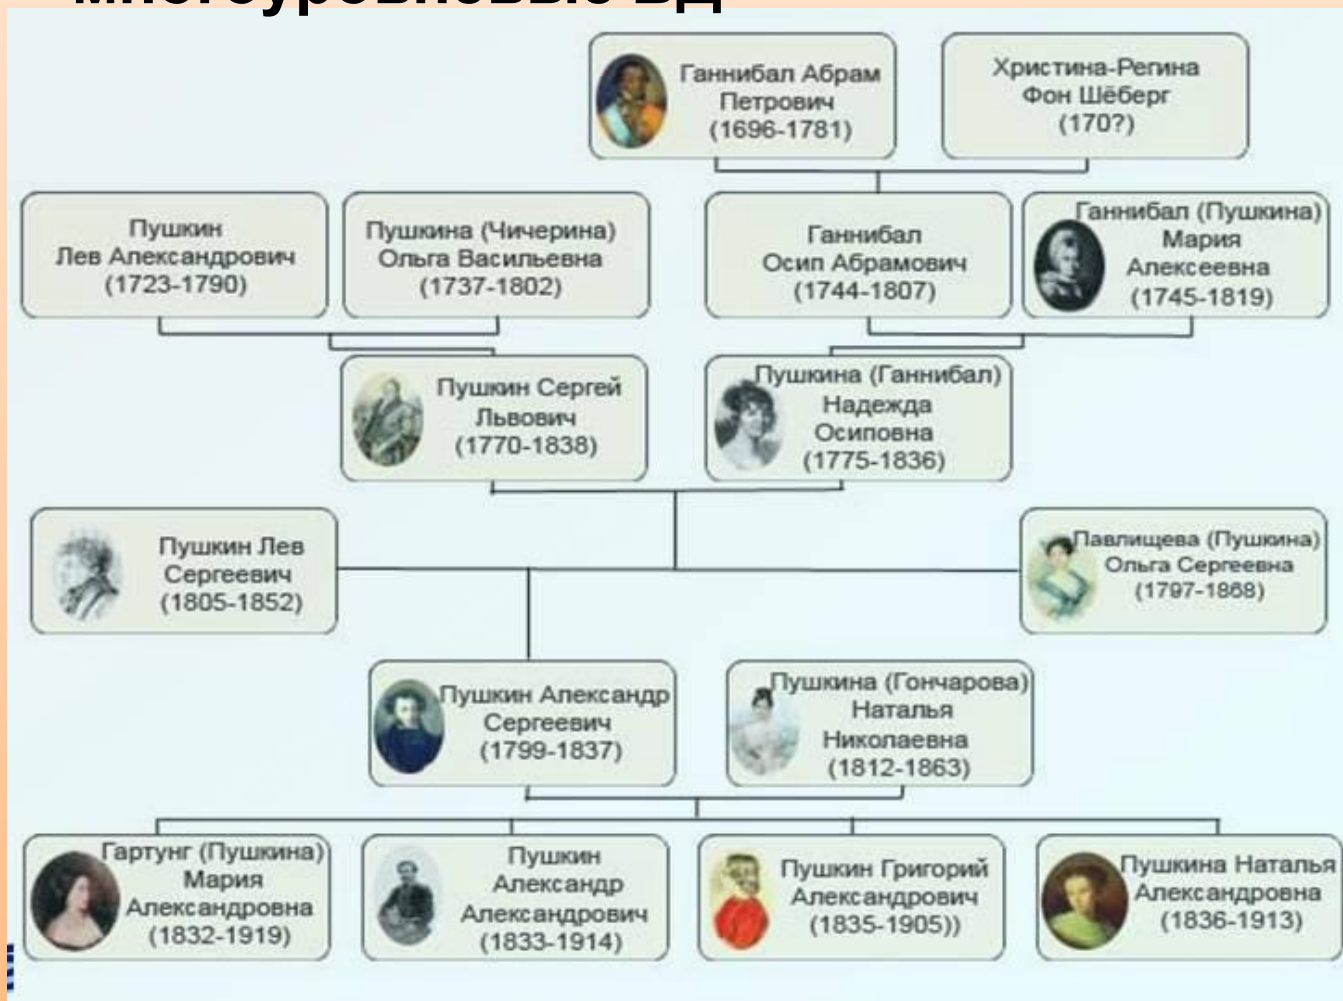 многоуровневые БД
Ганнибал Абрам
Петрович
(1696-1781)
Христина-Регина
Фон Шёберг
(170?)
Пушкин
Лев Александрович
(1723-1790)
Пушкина (Чичерина)
Ольга Васильевна
(1737-1802)
Ганнибал
Осип Абрамович
(1744-1807)
Ганнибал (Пушкина)
Мария
Алексеевна
(1745-1819)
Пушкин Сергей
Львович
(1770-1838)
Пушкина (Ганнибал)
Надежда
Осиповна
(1775-1836)
Пушкин Лев
Сергеевич
(1805-1852)
Павлищева (Пушкина)
Ольга Сергеевна
(1797-1868)
Пушкин Александр
Сергеевич
(1799-1837)
Пушкина (Гончарова)
Наталья
Николаевна
(1812-1863)
Гартунг (Пушкина)
Мария
Александровна
(1832-1919)
Пушкин
Александр
Александрович
(1833-1914)
Пушкин Григорий
Александрович
(1835-1905))
Пушкина Наталья
Александровна
(1836-1913)